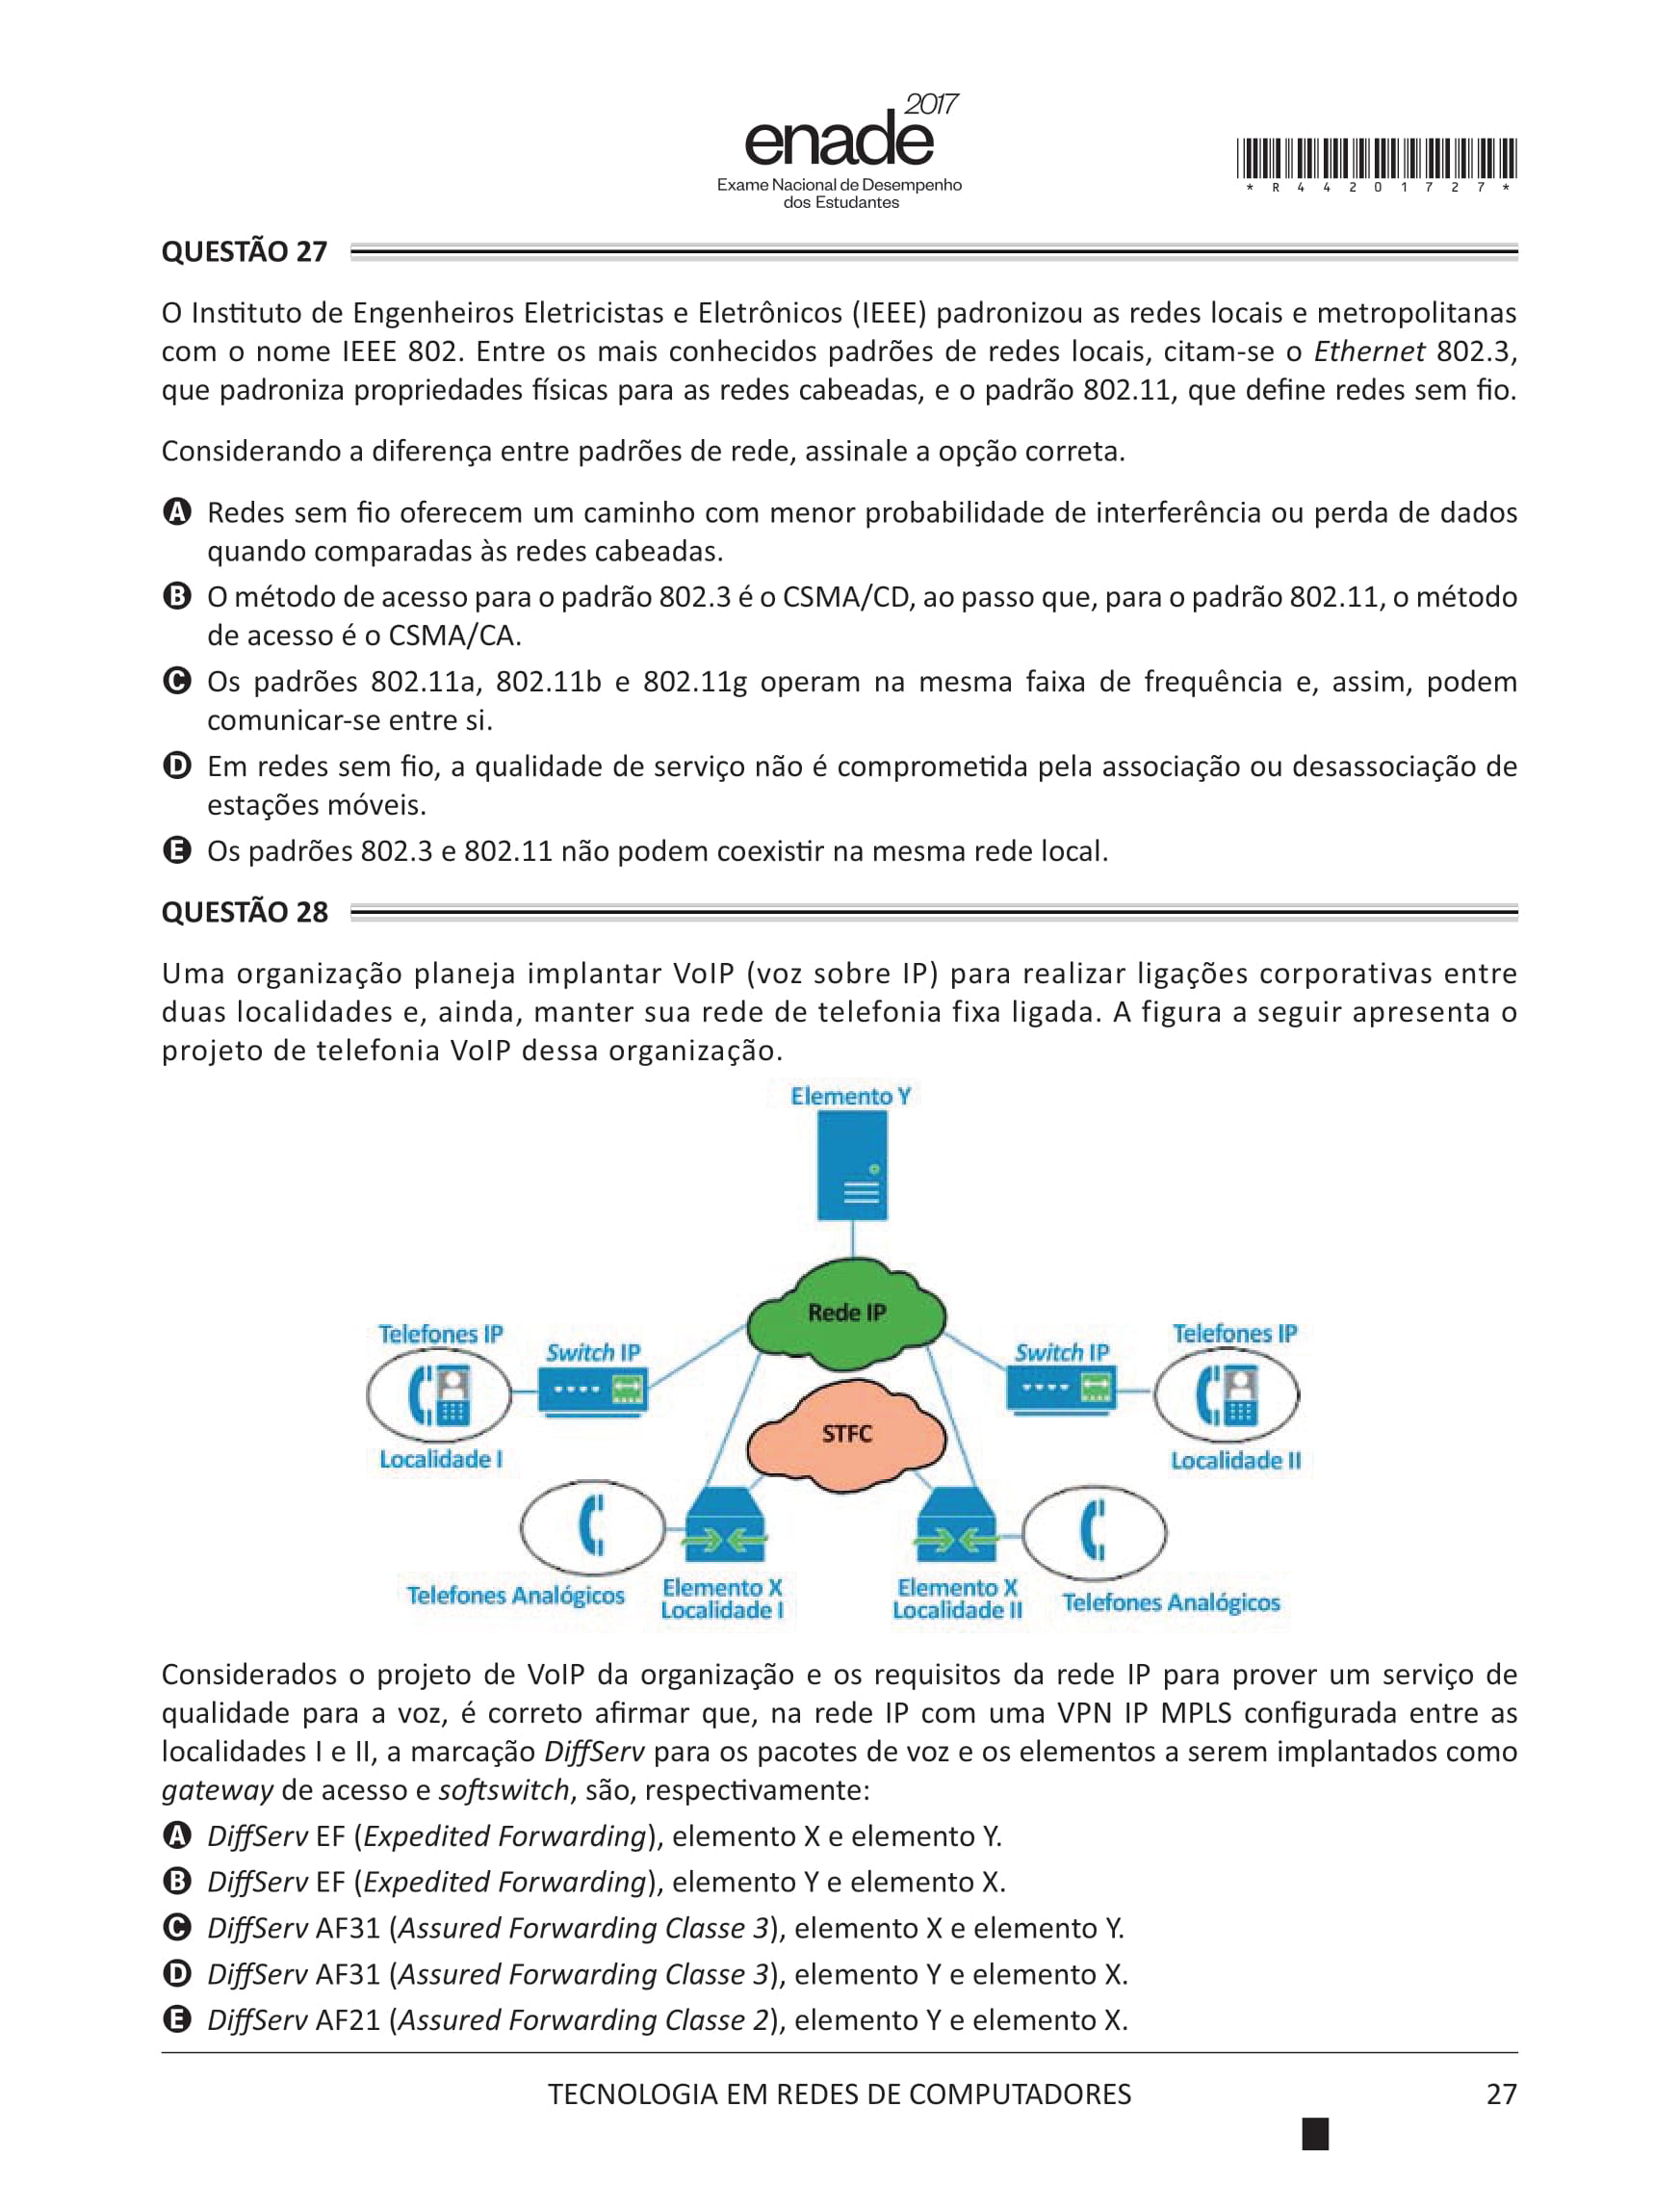 2017
enade
Exame Nacional de Desempenho
dos Estudantes
* R 4 4 2 0 1 7 2 7 *
QUESTÃO 27
O Instituto de Engenheiros Eletricistas e Eletrônicos (IEEE) padronizou as redes locais e metropolitanas
com o nome IEEE 802. Entre os mais conhecidos padrões de redes locais, citam-se o Ethernet 802.3,
que padroniza propriedades físicas para as redes cabeadas, e o padrão 802.11, que define redes sem fio.
Considerando a diferença entre padrões de rede, assinale a opção correta.
A Redes sem fio oferecem um caminho com menor probabilidade de interferência ou perda de dados
quando comparadas às redes cabeadas.
B O método de acesso para o padrão 802.3 é o CSMA/CD, ao passo que, para o padrão 802.11, o método
de acesso é o CSMA/CA.
C Os padrões 802.11a, 802.11b e 802.11g operam na mesma faixa de frequência e, assim, podem
comunicar-se entre si.
D Em redes sem fio, a qualidade de serviço não é comprometida pela associação ou desassociação de
estações móveis.
E Os padrões 802.3 e 802.11 não podem coexistir na mesma rede local.
QUESTÃO 28
Uma organização planeja implantar VoIP (voz sobre IP) para realizar ligações corporativas entre
duas localidades e, ainda, manter sua rede de telefonia fixa ligada. A figura a seguir apresenta o
projeto de telefonia VoIP dessa organização.
Elemento Y
Rede IP
Telefones IP
Switch IP
Localidade I
STFC
Switch IP
Telefones IP
Localidade II
Telefones Analógicos
Elemento X
Localidade I
Elemento X
Localidade II
Telefones Analógicos
Considerados o projeto de VoIP da organização e os requisitos da rede IP para prover um serviço de
qualidade para a voz, é correto afirmar que, na rede IP com uma VPN IP MPLS configurada entre as
localidades I e II, a marcação DiffServ para os pacotes de voz e os elementos a serem implantados como
gateway de acesso e softswitch, são, respectivamente:
A DiffServ EF (Expedited Forwarding), elemento X e elemento Y.
B DiffServ EF (Expedited Forwarding), elemento Y e elemento X.
C DiffServ AF31 (Assured Forwarding Classe 3), elemento X e elemento Y.
D DiffServ AF31 (Assured Forwarding Classe 3), elemento Y e elemento X.
E DiffServ AF21 (Assured Forwarding Classe 2), elemento Y e elemento X.
TECNOLOGIA EM REDES DE COMPUTADORES
27